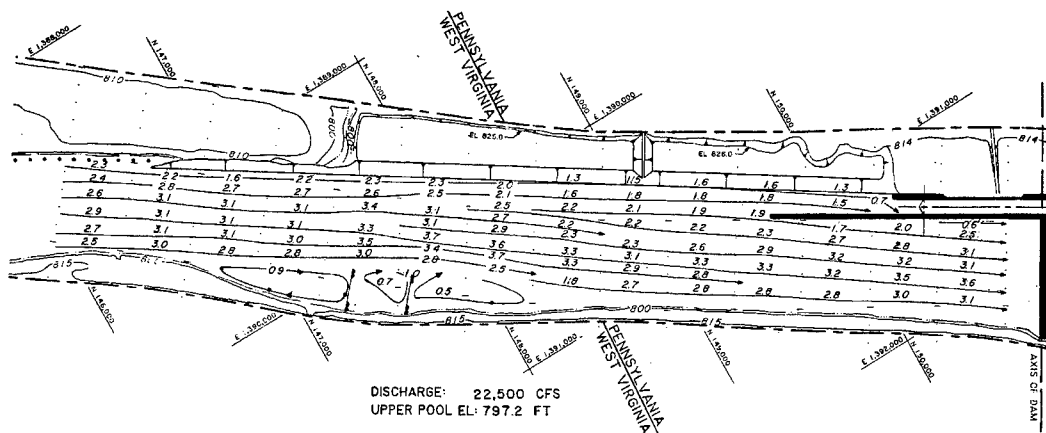 E 1,388,000
N 147,000
E 1,389,000
N 148,000
PENNSYLVANIA
WEST VIRGINIA
N 149,000
E 1,390,000
N 150,000
E 1,391,000
810
800
810
EL 825.0
EL 826.0
814
814
2.3 2.2 1.6 2.2 2.3 2.3 2.0 1.3 1.5 1.6 1.6 1.3 0.7
2.4 2.8 2.7 2.7 2.6 2.5 2.1 1.6 1.8 1.8 1.8 1.5
2.6 3.1 3.1 3.1 3.4 3.1 2.5 2.2 2.1 1.9 1.9 1.7 2.0 0.6
2.9 3.1 3.1 3.1 3.3 3.1 2.7 2.2 2.2 2.2 2.3 2.7 2.8 2.5
2.7 3.1 3.1 3.0 3.5 3.7 2.9 2.3 2.3 2.6 2.9 3.2 3.2 3.1
2.5 3.0 2.8 2.8 3.0 3.4 3.6 3.3 3.1 3.3 3.3 3.2 3.5 3.1
2.8 3.7 3.3 2.9 2.8 2.8 2.8 3.0 3.6
2.5 1.8 2.7 2.8 3.1
0.9
0.7
1.0
0.5
815
800
815
815
N 146,000
E 1,390,000
N 147,000
N 148,000
E 1,391,000
PENNSYLVANIA
WEST VIRGINIA
N 149,000
E 1,392,000
N 150,000
AXIS OF DAM
DISCHARGE: 22,500 CFS
UPPER POOL EL: 797.2 FT